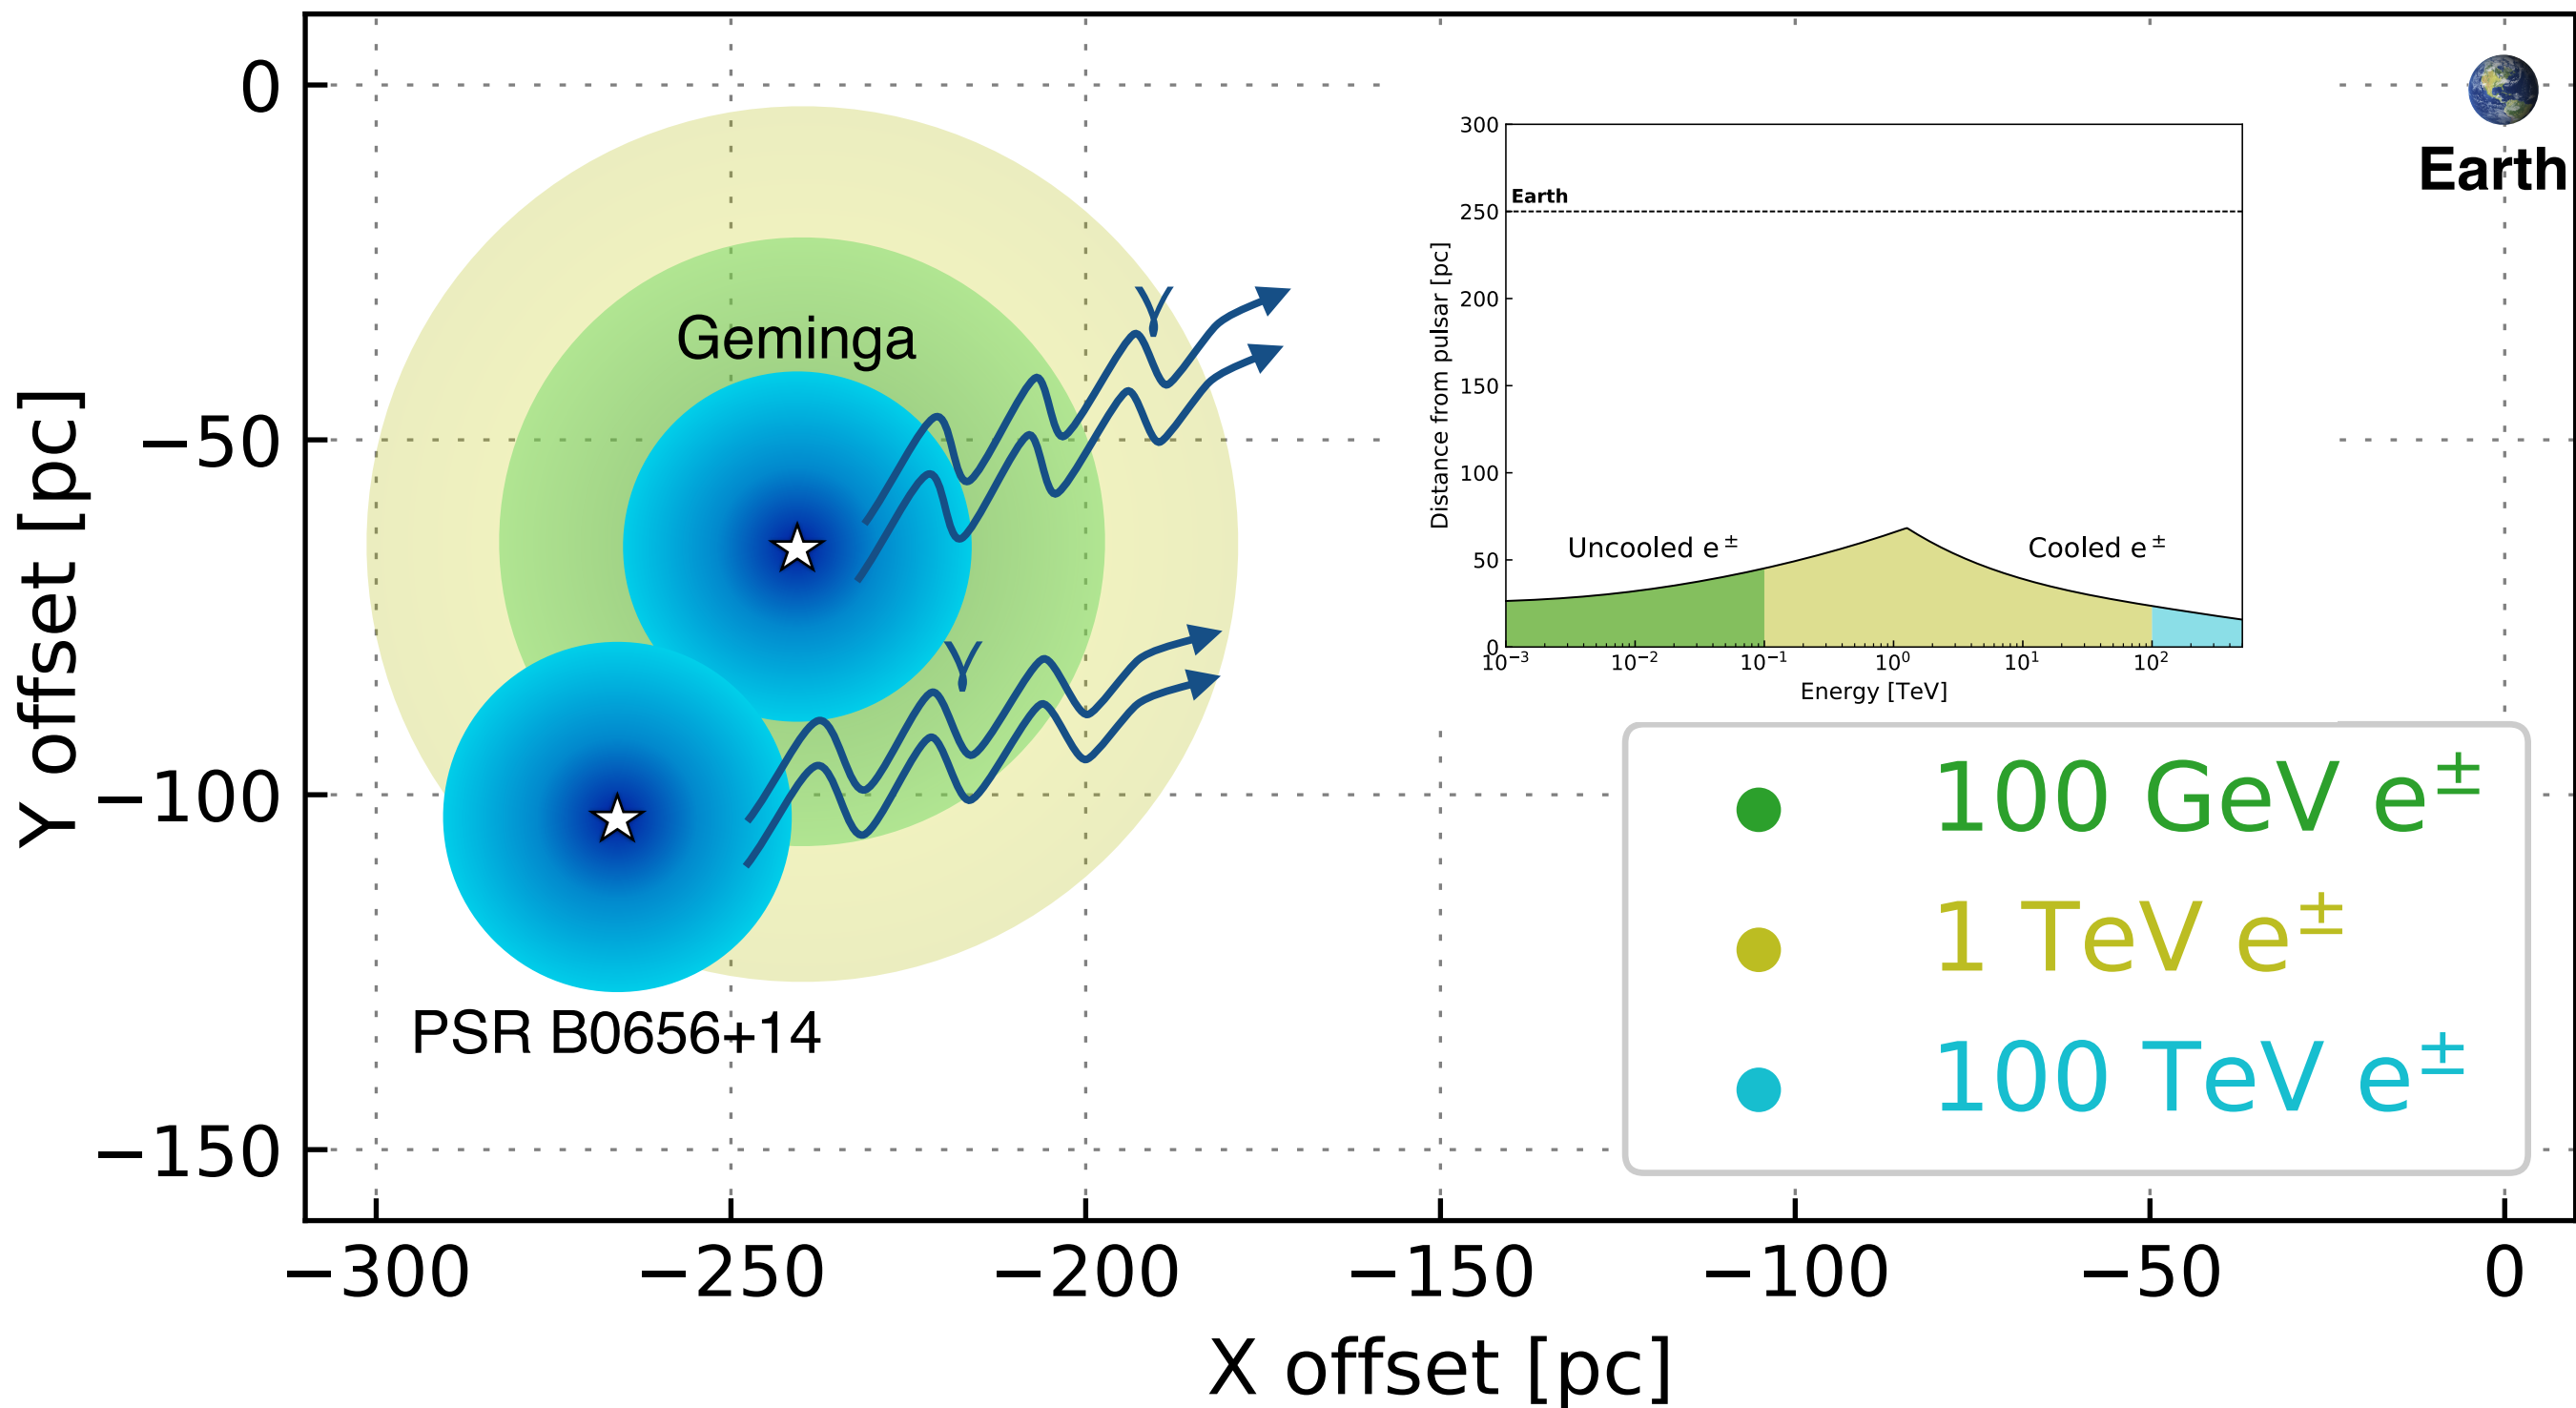 Y offset [pc]
0
−50
−100
−150
Geminga
γ
γ
PSR B0656+14
Earth
Distance from pulsar [pc]
300
250
200
150
100
50
0
Earth
Uncooled e±
Cooled e±
10⁻³ 10⁻² 10⁻¹ 10⁰ 10¹ 10²
Energy [TeV]
100 GeV e±
1 TeV e±
100 TeV e±
−300 −250 −200 −150 −100 −50 0
X offset [pc]